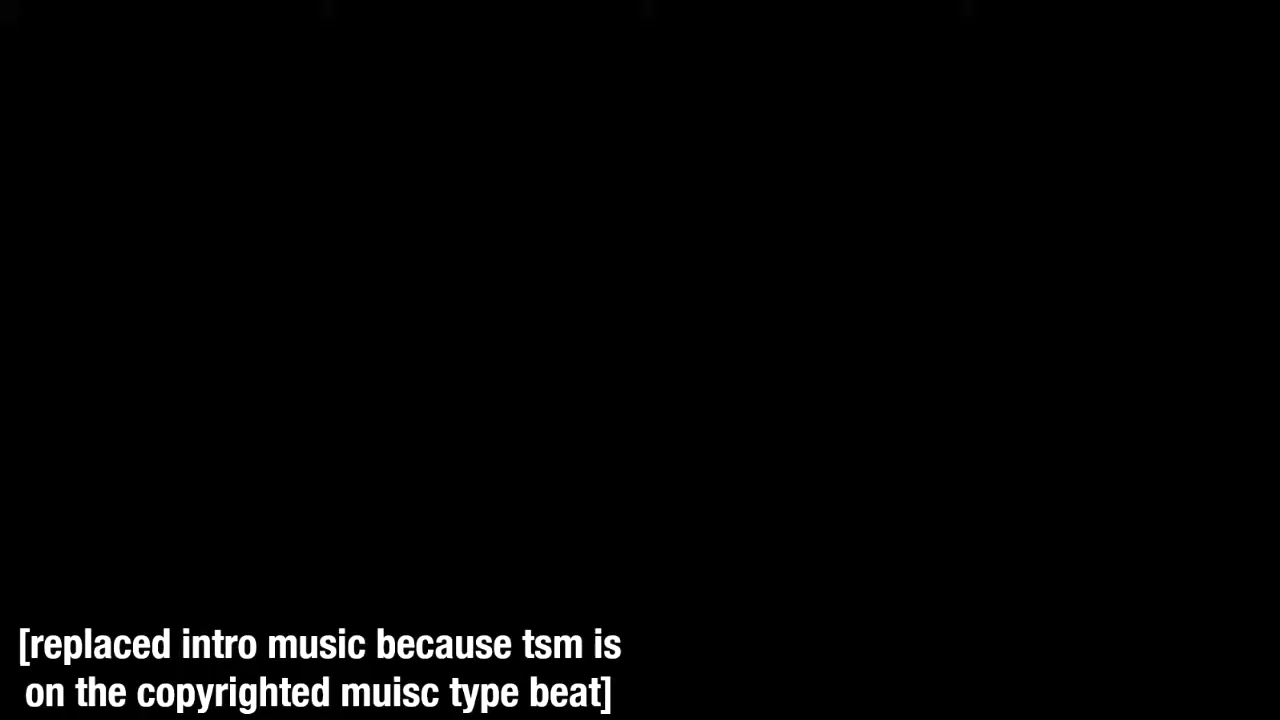 [replaced intro music because tsm is
on the copyrighted muisc type beat]